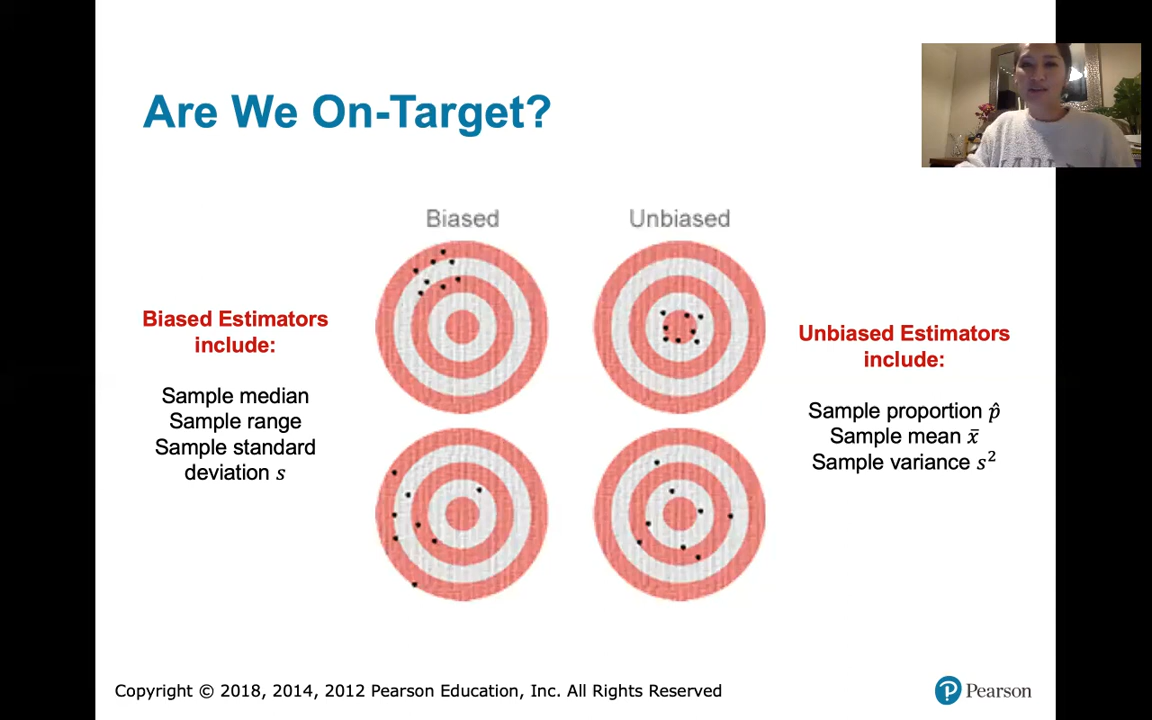 Are We On-Target?
Biased
Unbiased
Biased Estimators
include:
Sample median
Sample range
Sample standard
deviation s
Unbiased Estimators
include:
Sample proportion p̂
Sample mean x̄
Sample variance s²
Copyright © 2018, 2014, 2012 Pearson Education, Inc. All Rights Reserved
Pearson